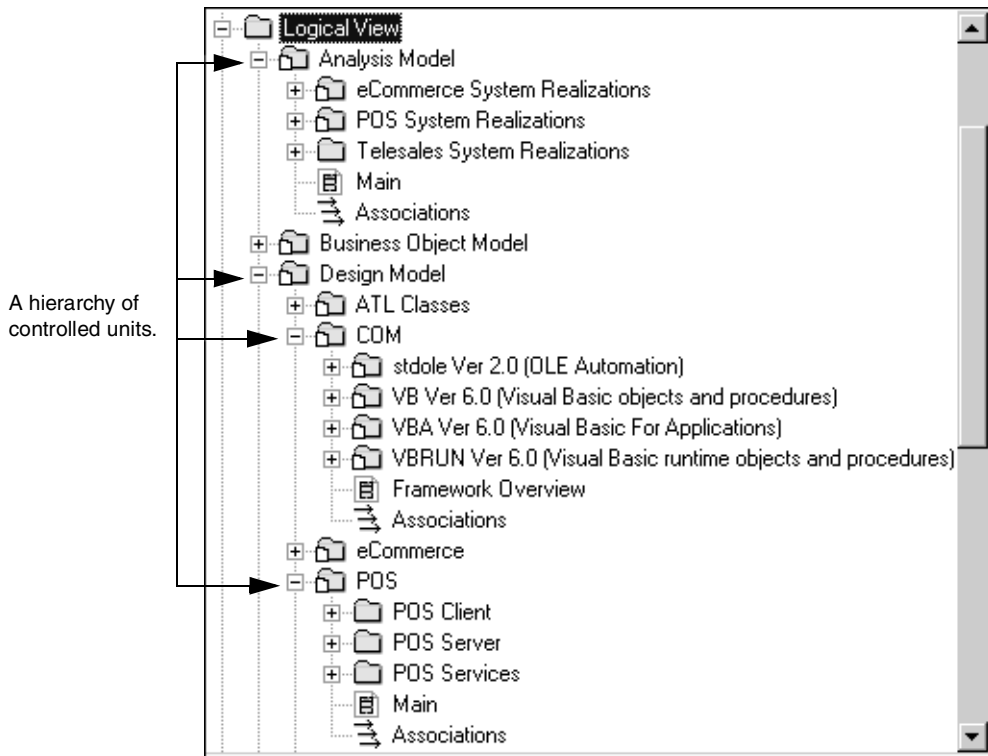 Logical View
Analysis Model
eCommerce System Realizations
POS System Realizations
Telesales System Realizations
Main
Associations
Business Object Model
Design Model
A hierarchy of
controlled units.
ATL Classes
COM
stdole Ver 2.0 (OLE Automation)
VB Ver 6.0 (Visual Basic objects and procedures)
VBA Ver 6.0 (Visual Basic For Applications)
VBRUN Ver 6.0 (Visual Basic runtime objects and procedures)
Framework Overview
Associations
eCommerce
POS
POS Client
POS Server
POS Services
Main
Associations